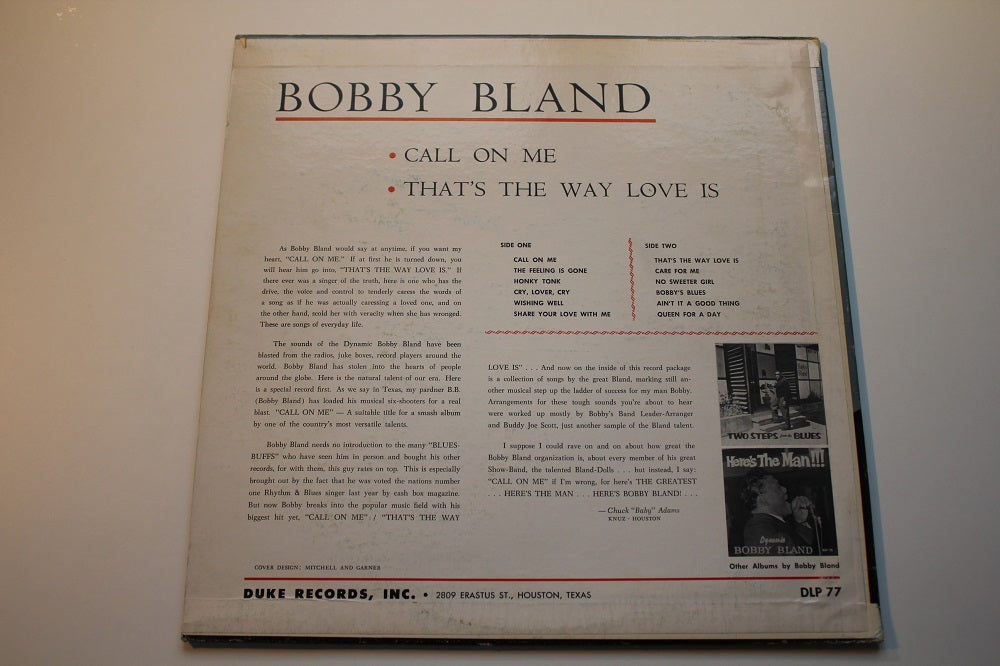 BOBBY BLAND
• CALL ON ME
• THAT'S THE WAY LOVE IS
As Bobby Bland would say at anytime, if you want my
heart, "CALL ON ME." If at first he is turned down, you
will hear him go into, "THAT'S THE WAY LOVE IS." If
there ever was a singer of the truth, here is one who has the
drive, the voice and control to tenderly caress the words of
a song as if he was actually caressing a loved one, and on
the other hand, scold her with veracity when she has wronged.
These are songs of everyday life.
The sounds of the Dynamic Bobby Bland have been
blasted from the radios, juke boxes, record players around the
world. Bobby Bland has stolen into the hearts of people
around the globe. Here is the natural talent of our era. Here
is a special record first. As we say in Texas, my pardner B.B.
(Bobby Bland) has loaded his musical six-shooters for a real
blast. "CALL ON ME" — A suitable title for a smash album
by one of the country's most versatile talents.
Bobby Bland needs no introduction to the many "BLUES-
BUFFS" who have seen him in person and bought his other
records, for with them, this guy rates on top. This is especially
brought out by the fact that he was voted the nations number
one Rhythm & Blues singer last year by cash box magazine.
But now Bobby breaks into the popular music field with his
biggest hit yet, "CALL ON ME" / "THAT'S THE WAY
SIDE ONE
CALL ON ME
THE FEELING IS GONE
HONKY TONK
CRY, LOVER, CRY
WISHING WELL
SHARE YOUR LOVE WITH ME
SIDE TWO
THAT'S THE WAY LOVE IS
CARE FOR ME
NO SWEETER GIRL
BOBBY'S BLUES
AIN'T IT A GOOD THING
QUEEN FOR A DAY
LOVE IS" . . . And now on the inside of this record package
is a collection of songs by the great Bland, marking still an-
other musical step up the ladder of success for my man Bobby.
Arrangements for these tough sounds you're about to hear
were worked up mostly by Bobby's Band Leader-Arranger
and Buddy Joe Scott, just another sample of the Bland talent.
I suppose I could rave on and on about how great the
Bobby Bland organization is, about every member of his great
Show-Band, the talented Bland-Dolls . . . but instead, I say:
"CALL ON ME" if I'm wrong, for here's THE GREATEST
. . . HERE'S THE MAN . . . HERE'S BOBBY BLAND! . . .
—Chuck "Baby" Adams
KNUZ - HOUSTON
TWO STEPS from the BLUES
Here's The Man!!!
Dynamic
BOBBY BLAND
Other Albums by Bobby Bland
COVER DESIGN: MITCHELL AND GARNER
DUKE RECORDS, INC. • 2809 ERASTUS ST., HOUSTON, TEXAS
DLP 77